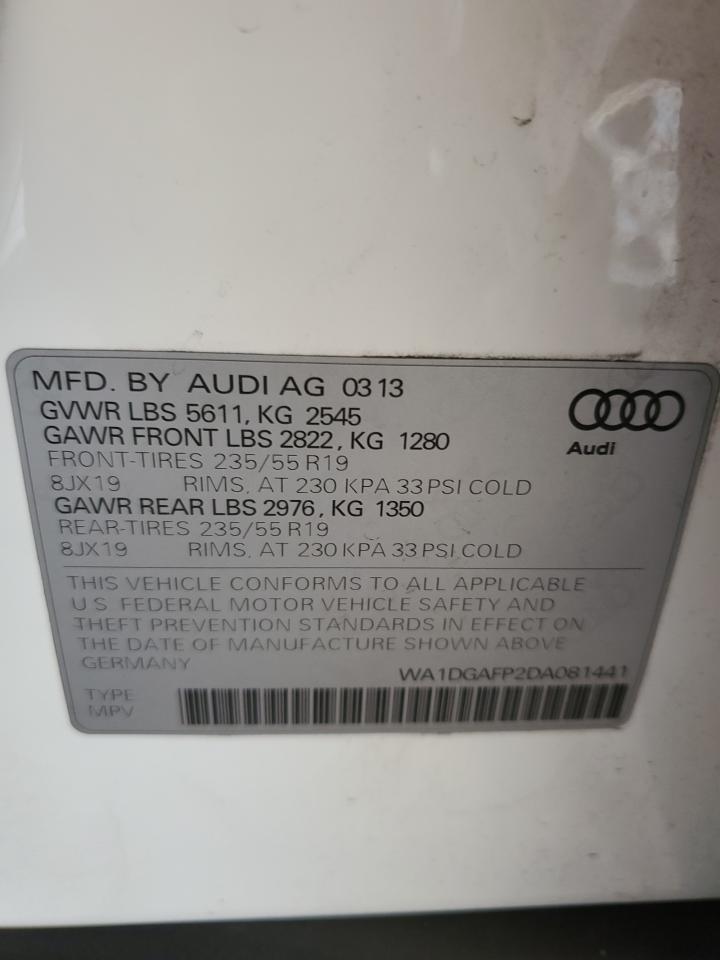 MFD. BY AUDI AG 03 13
GVWR LBS 5611, KG 2545
GAWR FRONT LBS 2822, KG 1280
FRONT-TIRES 235/55 R19
8JX19 RIMS, AT 230 KPA 33 PSI COLD
GAWR REAR LBS 2976, KG 1350
REAR-TIRES 235/55 R19
8JX19 RIMS, AT 230 KPA 33 PSI COLD
Audi
THIS VEHICLE CONFORMS TO ALL APPLICABLE
U.S. FEDERAL MOTOR VEHICLE SAFETY AND
THEFT PREVENTION STANDARDS IN EFFECT ON
THE DATE OF MANUFACTURE SHOWN ABOVE
GERMANY
WA1DGAFP2DA081441
TYPE
MPV